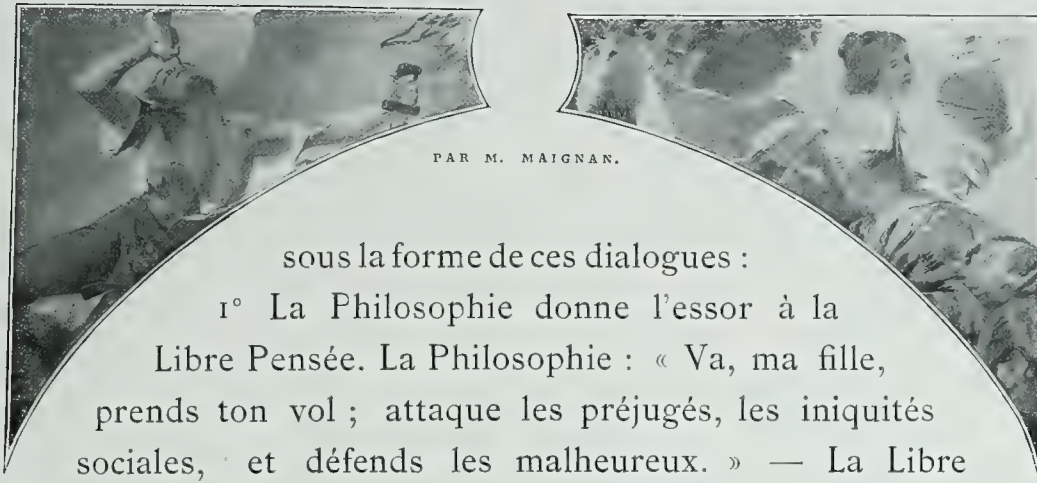 PAR M. MAIGNAN.
sous la forme de ces dialogues :
1° La Philosophie donne l'essor à la
Libre Pensée. La Philosophie : « Va, ma fille,
prends ton vol ; attaque les préjugés, les iniquités
sociales, et défends les malheureux. » — La Libre